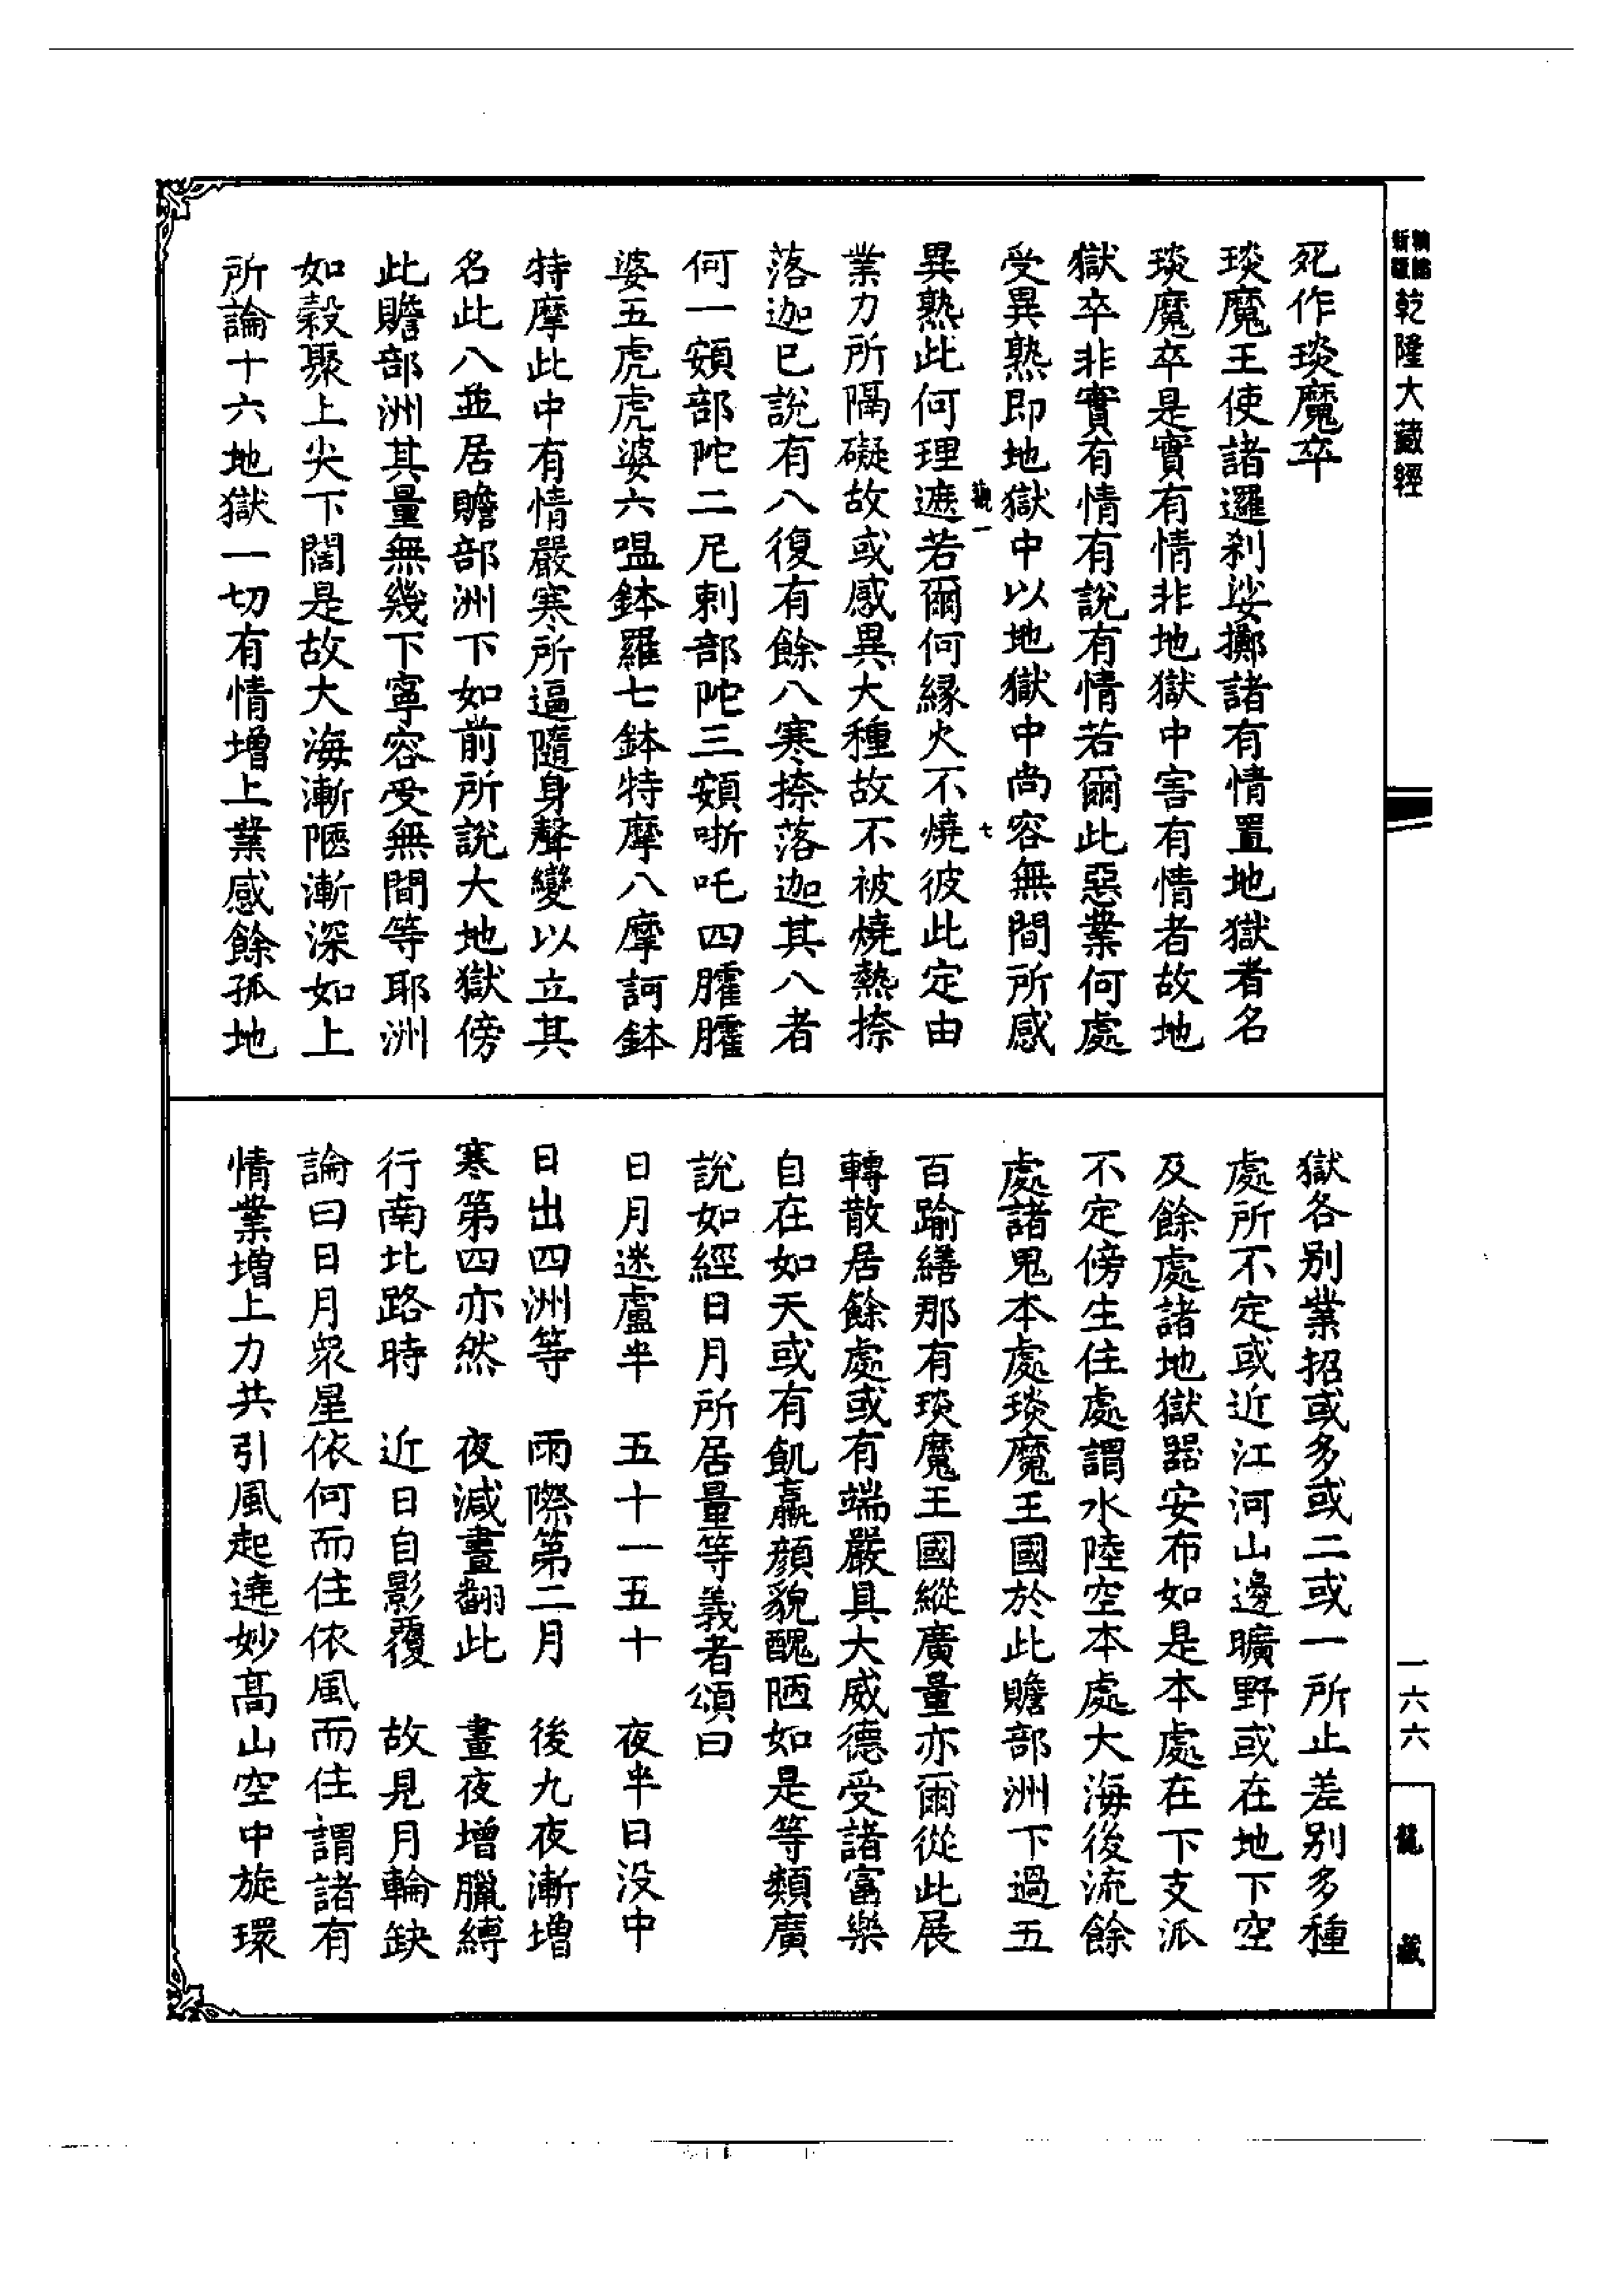 新編縮本乾隆大藏經
死作琰魔卒
琰魔王使諸邏剎娑擲諸有情置地獄者名
琰魔卒是實有情非地獄中害有情者故地
獄卒非實有情有說有情若爾此惡業何處
受異熟即地獄中以地獄中尚容無間所感
異熟此何理遮若爾何緣火不燒彼此定由
業力所隔礙故或感異大種故不被燒熱捺
落迦已說有八復有餘八寒捺落迦其八者
何一頞部陀二尼剌部陀三頞哳吒四臛臛
婆五虎虎婆六嗢鉢羅七鉢特摩八摩訶鉢
特摩此中有情嚴寒所逼隨身聲變以立其
名此八並居贍部洲下如前所說大地獄傍
此贍部洲其量無幾下寧容受無間等耶洲
如穀聚上尖下闊是故大海漸陿漸深如上
所論十六地獄一切有情增上業感餘孤地
獄各別業招或多或二或一所止差別多種
處所不定或近江河山邊曠野或在地下空
及餘處諸地獄器安布如是本處在下支派
不定傍生住處謂水陸空本處大海後流餘
處諸鬼本處琰魔王國於此贍部洲下過五
百踰繕那有琰魔王國縱廣量亦爾從此展
轉散居餘處或有端嚴具大威德受諸富樂
自在如天或有飢羸顏貌醜陋如是等類廣
說如經日月所居量等義者頌曰
日月迷盧半　五十一五十　夜半日沒中
日出四洲等　雨際第二月　後九夜漸增
寒第四亦然　夜減晝翻此　晝夜增臘縛
行南北路時　近日自影覆　故見月輪缺
論曰日月眾星依何而住依風而住謂諸有
情業增上力共引風起遶妙高山空中旋環
一六六
龍藏